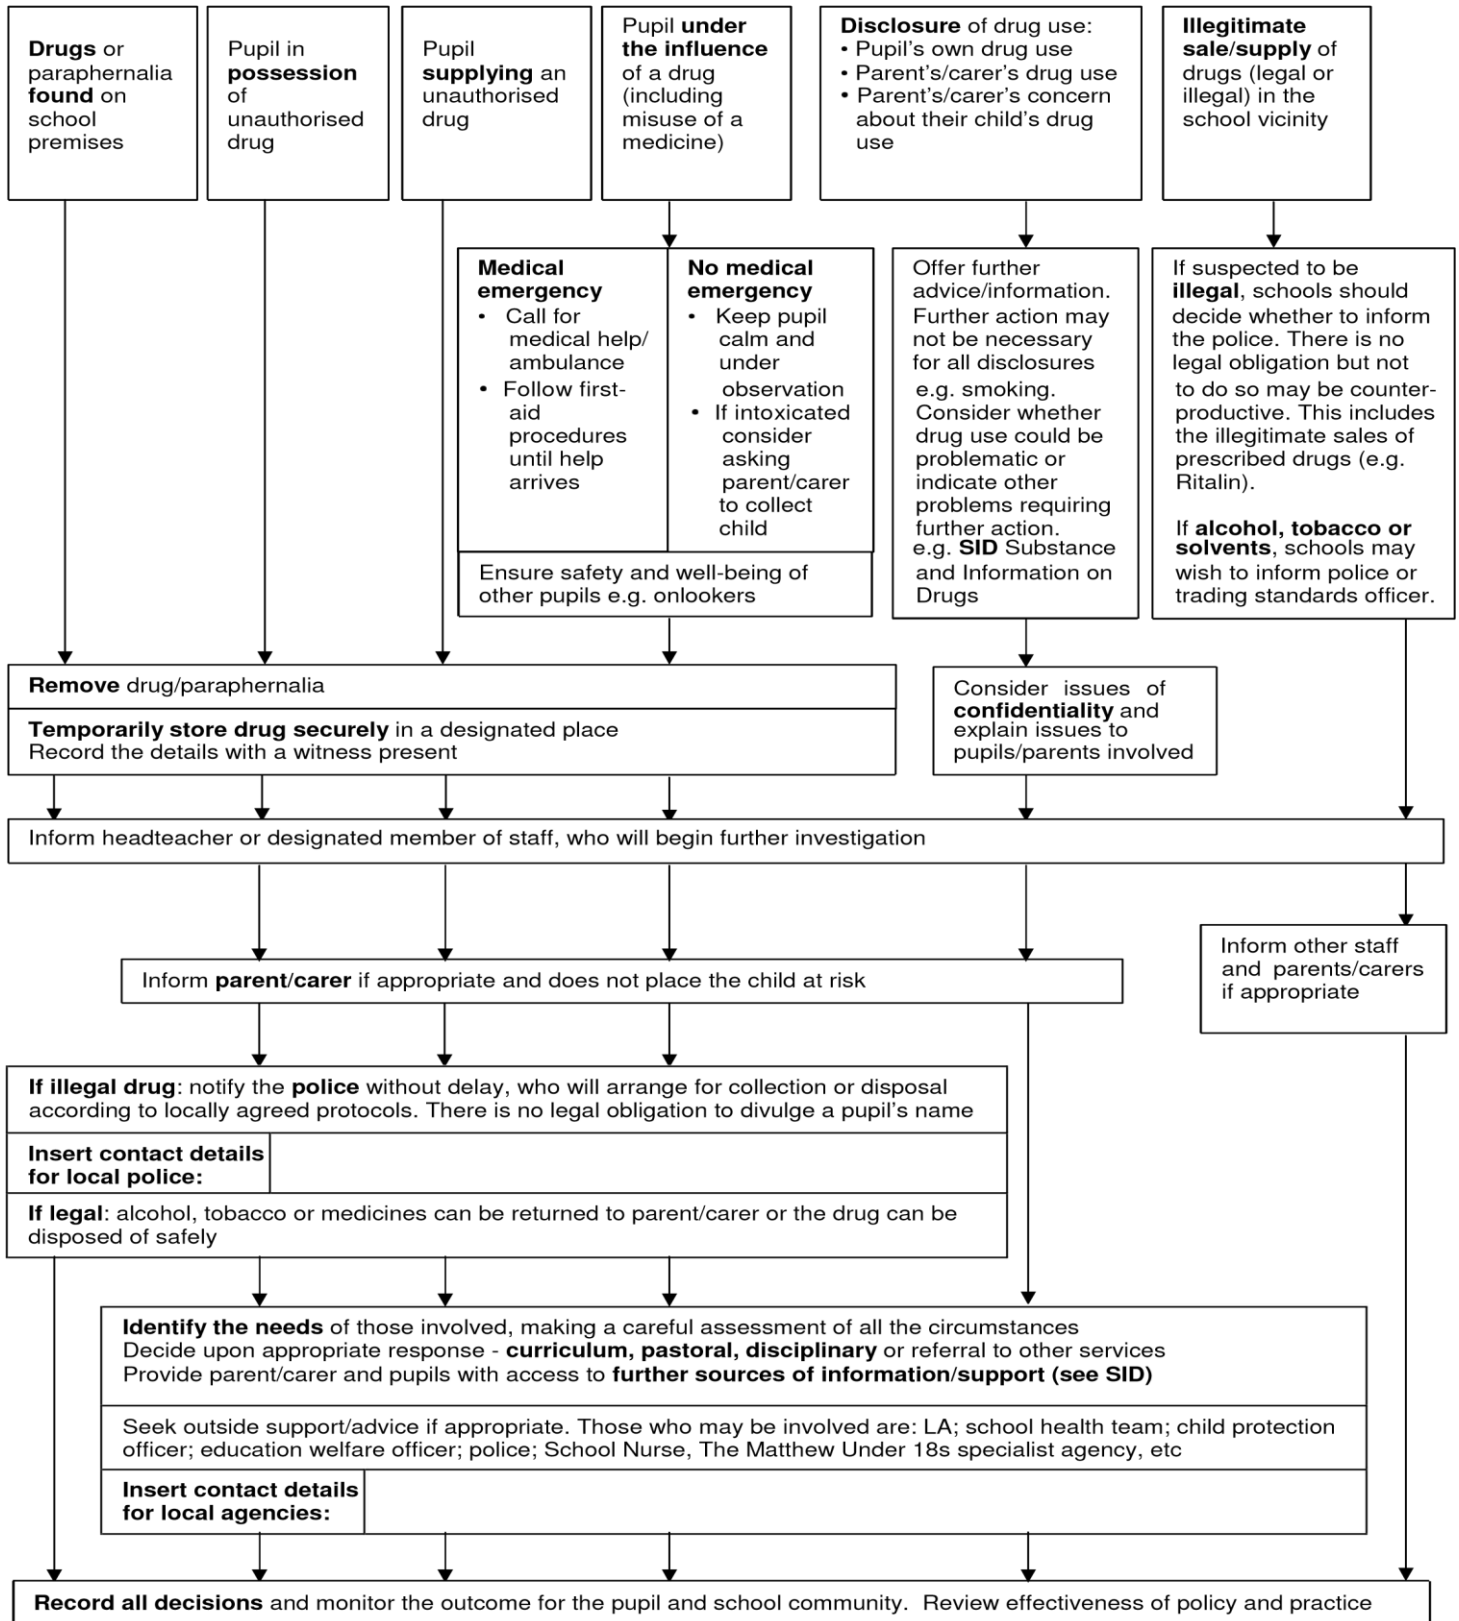 Drugs or
paraphernalia
found on
school
premises
Pupil in
possession
of
unauthorised
drug
Pupil
supplying an
unauthorised
drug
Pupil under
the influence
of a drug
(including
misuse of a
medicine)
Disclosure of drug use:
• Pupil's own drug use
• Parent's/carer's drug use
• Parent's/carer's concern
about their child's drug
use
Illegitimate
sale/supply of
drugs (legal or
illegal) in the
school vicinity
Medical
emergency
• Call for
medical help/
ambulance
• Follow first-
aid
procedures
until help
arrives
No medical
emergency
• Keep pupil
calm and
under
observation
• If intoxicated
consider
asking
parent/carer
to collect
child
Ensure safety and well-being of
other pupils e.g. onlookers
Offer further
advice/information.
Further action may
not be necessary
for all disclosures
e.g. smoking.
Consider whether
drug use could be
problematic or
indicate other
problems requiring
further action.
e.g. SID Substance
and Information on
Drugs
If suspected to be
illegal, schools should
decide whether to inform
the police. There is no
legal obligation but not
to do so may be counter-
productive. This includes
the illegitimate sales of
prescribed drugs (e.g.
Ritalin).
If alcohol, tobacco or
solvents, schools may
wish to inform police or
trading standards officer.
Remove drug/paraphernalia
Temporarily store drug securely in a designated place
Record the details with a witness present
Consider issues of
confidentiality and
explain issues to
pupils/parents involved
Inform headteacher or designated member of staff, who will begin further investigation
Inform other staff
and parents/carers
if appropriate
Inform parent/carer if appropriate and does not place the child at risk
If illegal drug: notify the police without delay, who will arrange for collection or disposal
according to locally agreed protocols. There is no legal obligation to divulge a pupil's name
Insert contact details
for local police:
If legal: alcohol, tobacco or medicines can be returned to parent/carer or the drug can be
disposed of safely
Identify the needs of those involved, making a careful assessment of all the circumstances
Decide upon appropriate response - curriculum, pastoral, disciplinary or referral to other services
Provide parent/carer and pupils with access to further sources of information/support (see SID)
Seek outside support/advice if appropriate. Those who may be involved are: LA; school health team; child protection
officer; education welfare officer; police; School Nurse, The Matthew Under 18s specialist agency, etc
Insert contact details
for local agencies:
Record all decisions and monitor the outcome for the pupil and school community. Review effectiveness of policy and practice